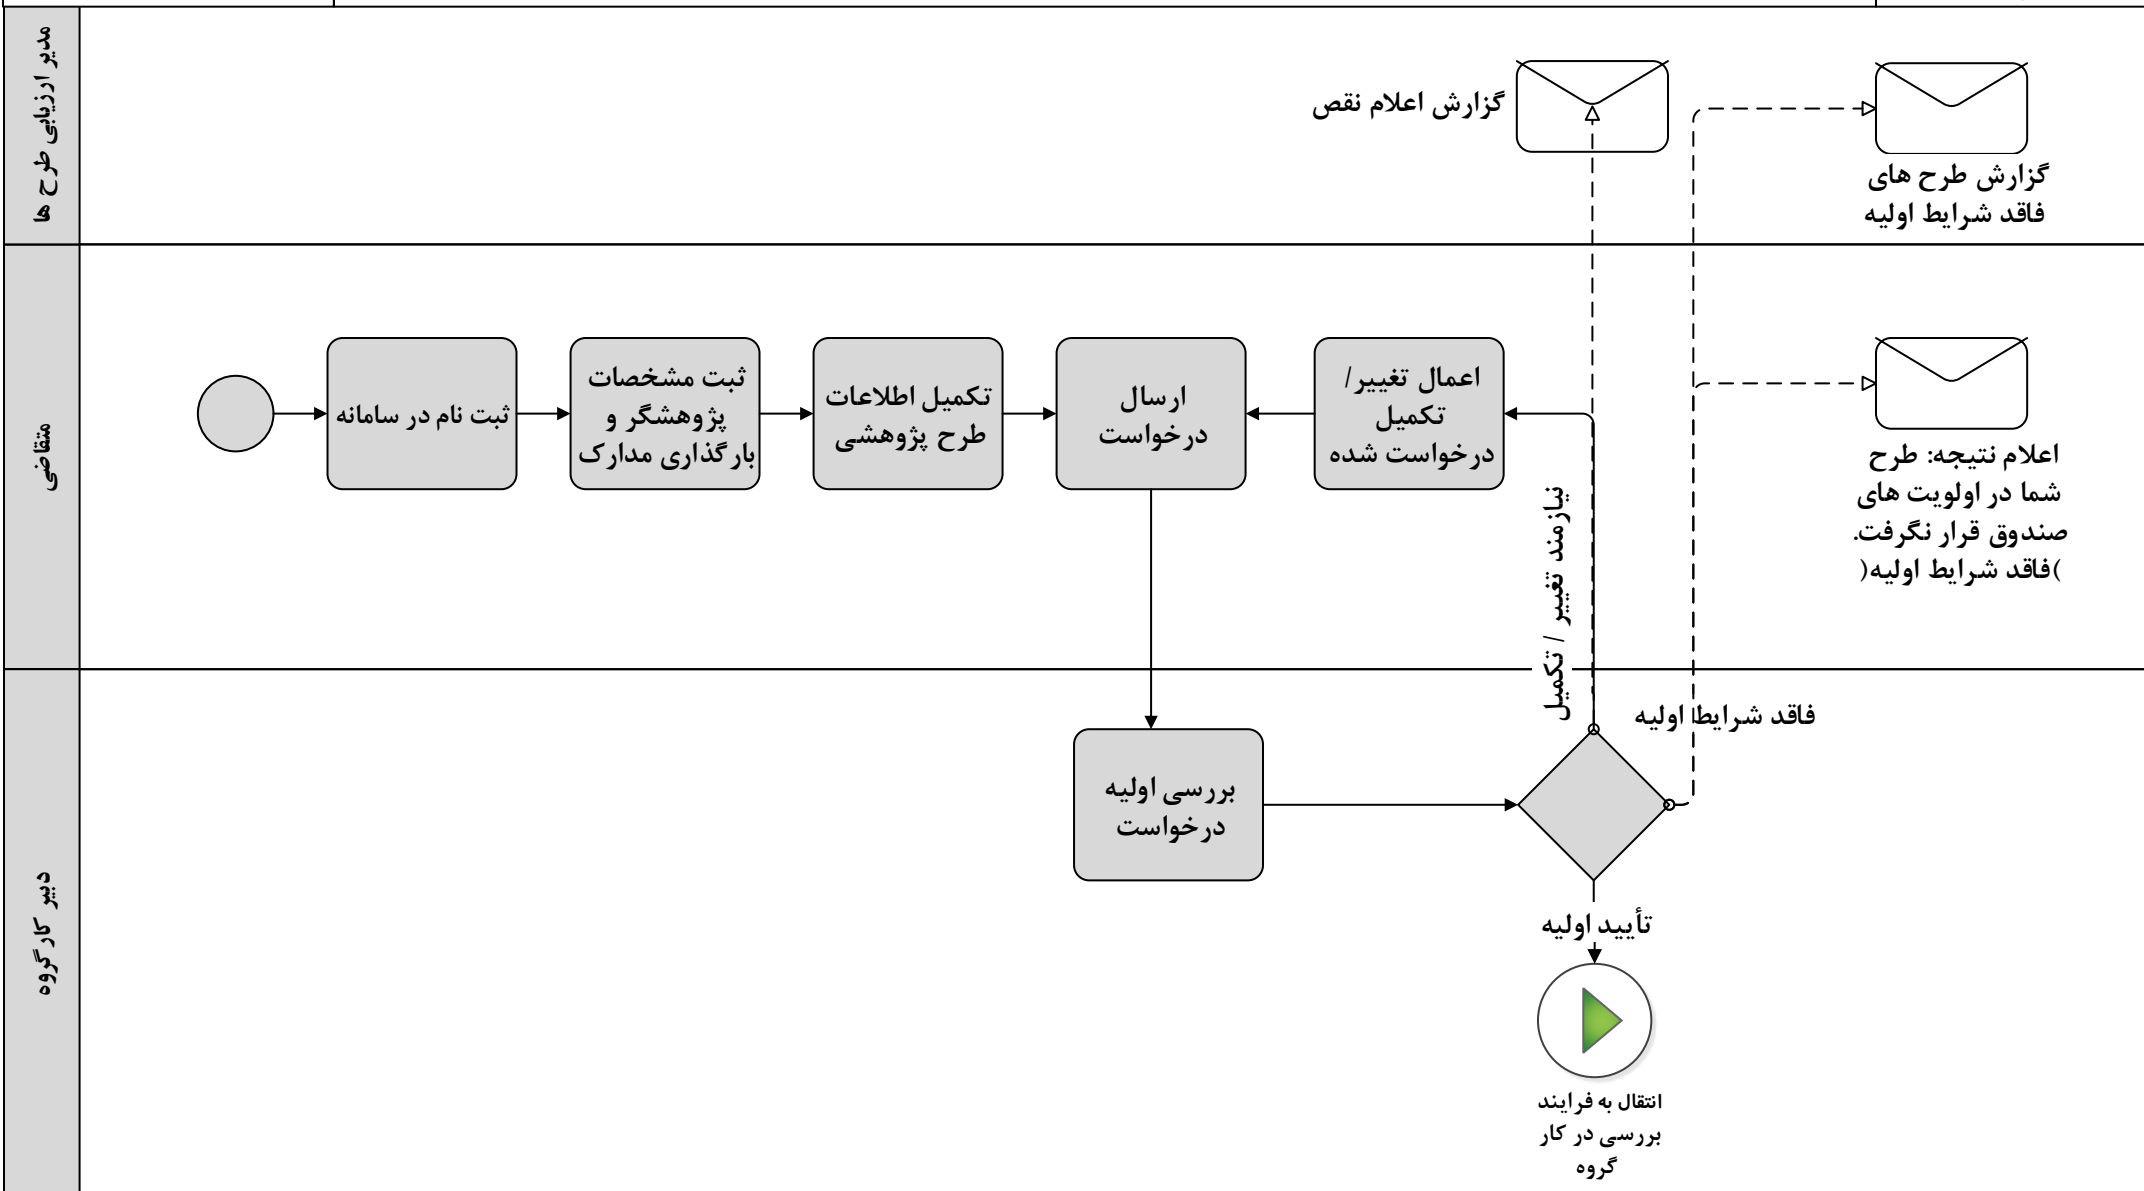 مدیر ارزیابی طرح ها
گزارش اعلام نقص
گزارش طرح های
فاقد شرایط اولیه
متقاضی
ثبت نام در سامانه
ثبت مشخصات
پژوهشگر و
بارگذاری مدارک
تکمیل اطلاعات
طرح پژوهشی
ارسال
درخواست
اعمال تغییر/
تکمیل
درخواست شده
نیازمند تغییر / تکمیل
اعلام نتیجه: طرح
شما در اولویت های
صندوق قرار نگرفت.
)فاقد شرایط اولیه(
دبیر کارگروه
بررسی اولیه
درخواست
فاقد شرایط اولیه
تأیید اولیه
انتقال به فرایند
بررسی در کار
گروه